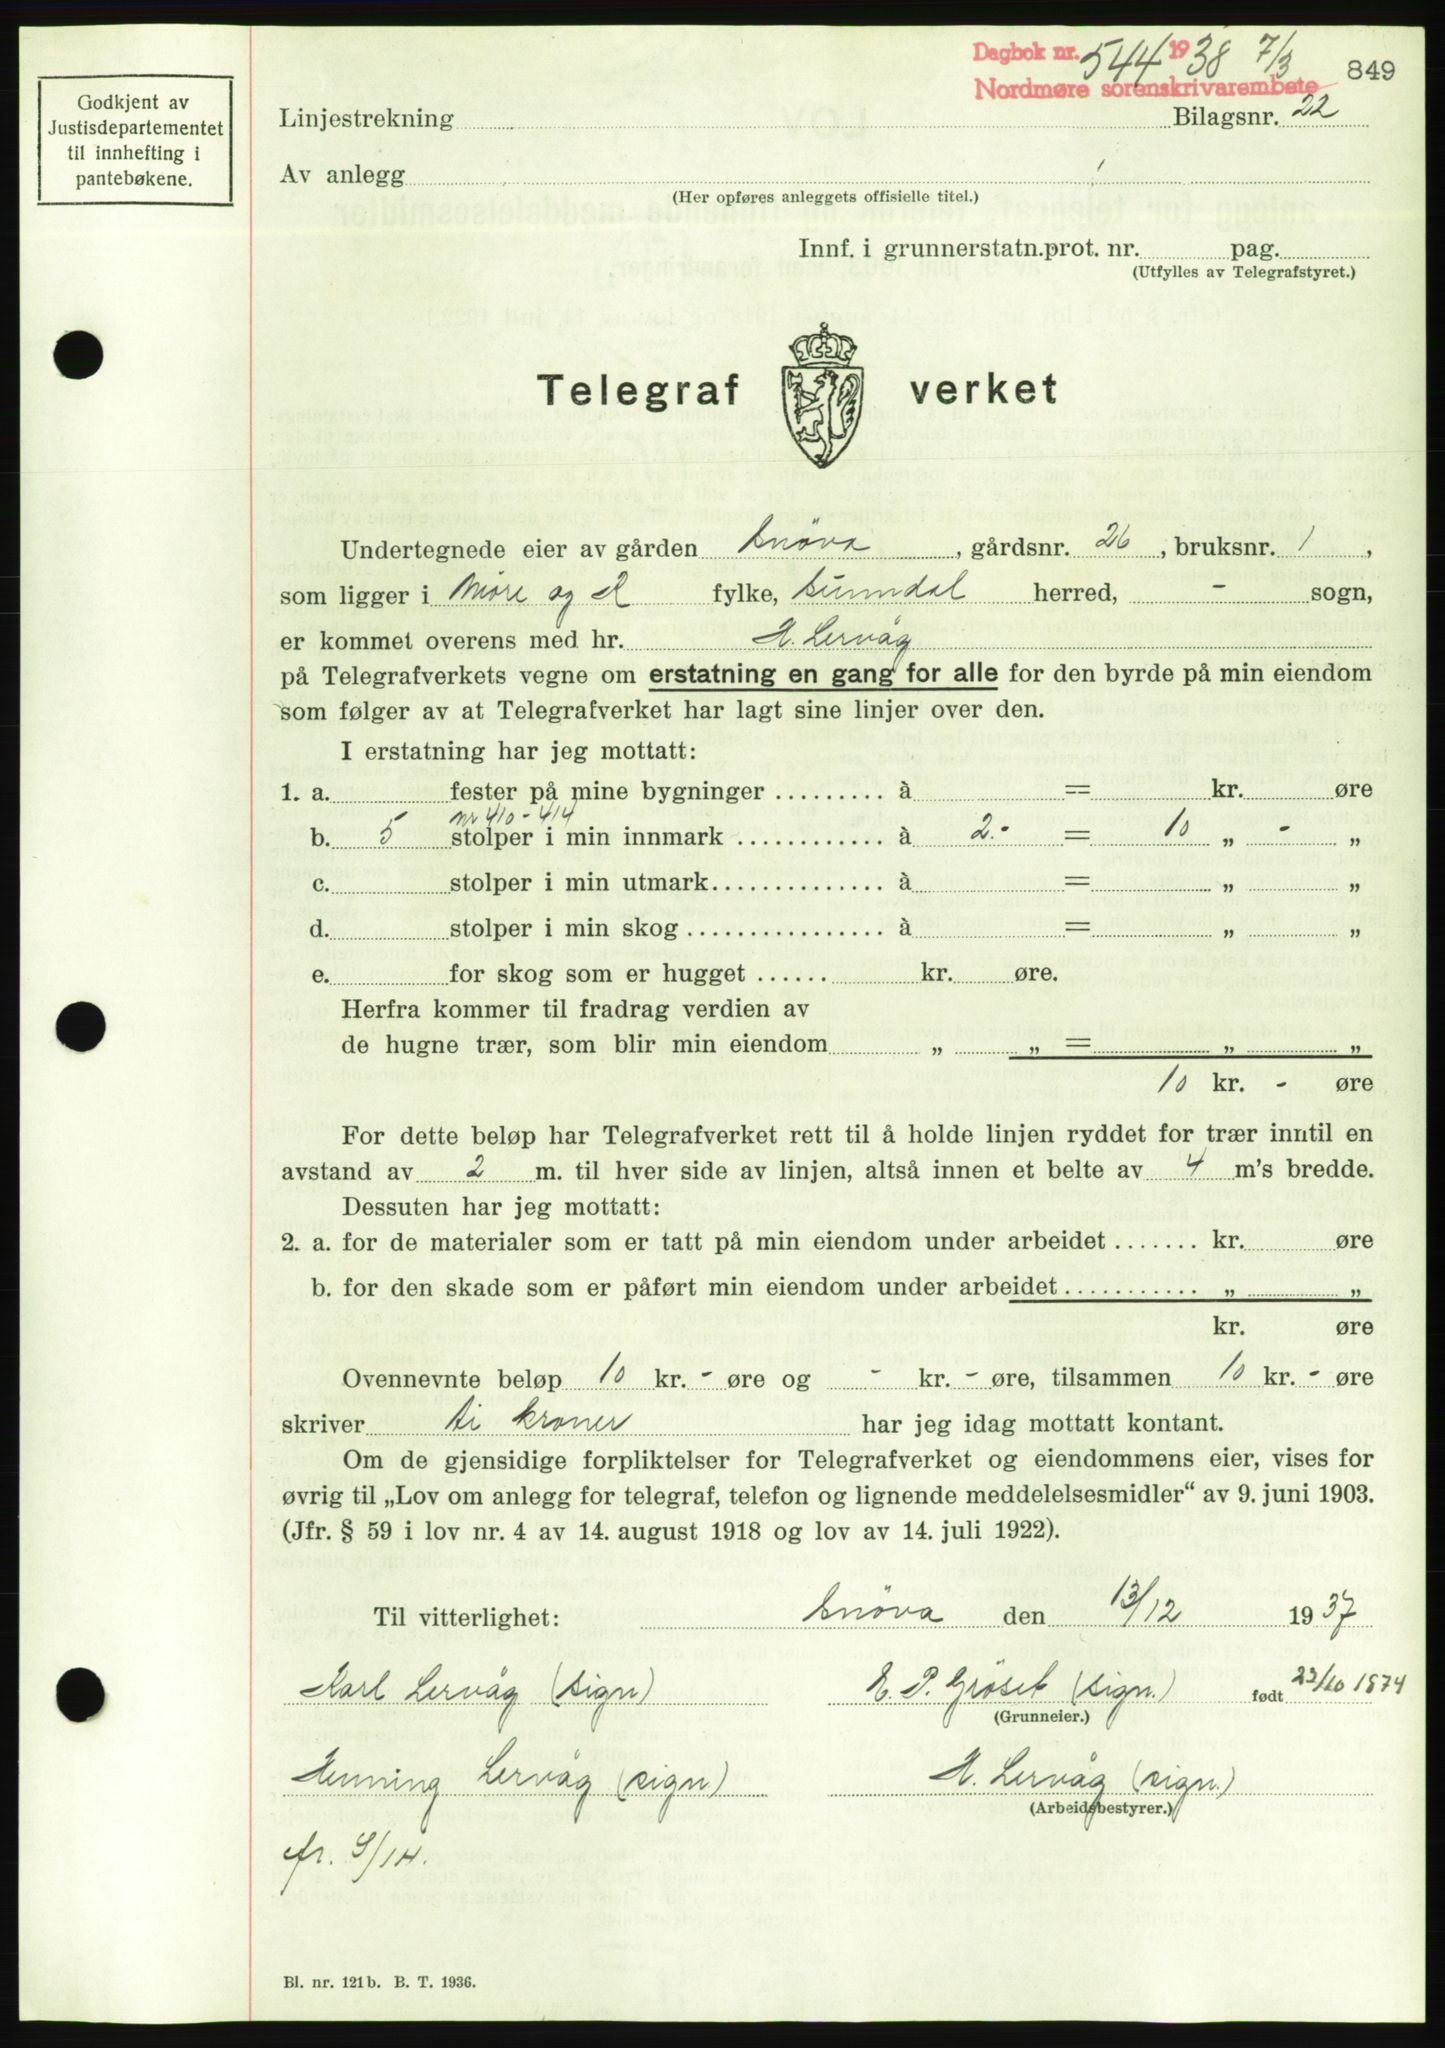 Dagbok nr. 544 1938 7/3
849
Nordmøre sorenskrivarembete
Godkjent av
Justisdepartementet
til innhefting i
pantebøkene.
Linjestrekning Bilagsnr. 22
Av anlegg
(Her opføres anleggets offisielle titel.)
Innf. i grunnerstatn.prot. nr. pag.
(Utfylles av Telegrafstyret.)
Telegraf verket
Undertegnede eier av gården Snöva, gårdsnr. 26, bruksnr. 1,
som ligger i Møre og R fylke, Sunndal herred, - sogn,
er kommet overens med hr. H. Lervåg
på Telegrafverkets vegne om erstatning en gang for alle for den byrde på min eiendom
som følger av at Telegrafverket har lagt sine linjer over den.
I erstatning har jeg mottatt:
1. a. fester på mine bygninger ......... à = kr. øre
nr 410-414
b. 5 stolper i min innmark ............ à 2.- = 10 „ - „
c. stolper i min utmark............... à = „ „
d. stolper i min skog ................ à = „ „
e. for skog som er hugget ...... kr. øre.
Herfra kommer til fradrag verdien av
de hugne trær, som blir min eiendom „ „ = „ „
10 kr. - øre
For dette beløp har Telegrafverket rett til å holde linjen ryddet for trær inntil en
avstand av 2 m. til hver side av linjen, altså innen et belte av 4 m's bredde.
Dessuten har jeg mottatt:
2. a. for de materialer som er tatt på min eiendom under arbeidet ....... kr. øre
b. for den skade som er påført min eiendom under arbeidet ............ „ „
kr. øre
Ovennevnte beløp 10 kr. - øre og - kr. - øre, tilsammen 10 kr. - øre
skriver ti kroner har jeg idag mottatt kontant.
Om de gjensidige forpliktelser for Telegrafverket og eiendommens eier, vises for
øvrig til „Lov om anlegg for telegraf, telefon og lignende meddelelsesmidler“ av 9. juni 1903.
(Jfr. § 59 i lov nr. 4 av 14. august 1918 og lov av 14. juli 1922).
Til vitterlighet: Snöva den 13/12 1937
Karl Lervåg (sign) E. P. Gröset (sign.) født 23/10 1874
(Grunneier.)
Henning Lervåg (sign) H. Lervåg (sign.)
(Arbeidsbestyrer.)
Bl. nr. 121b. B. T. 1936.